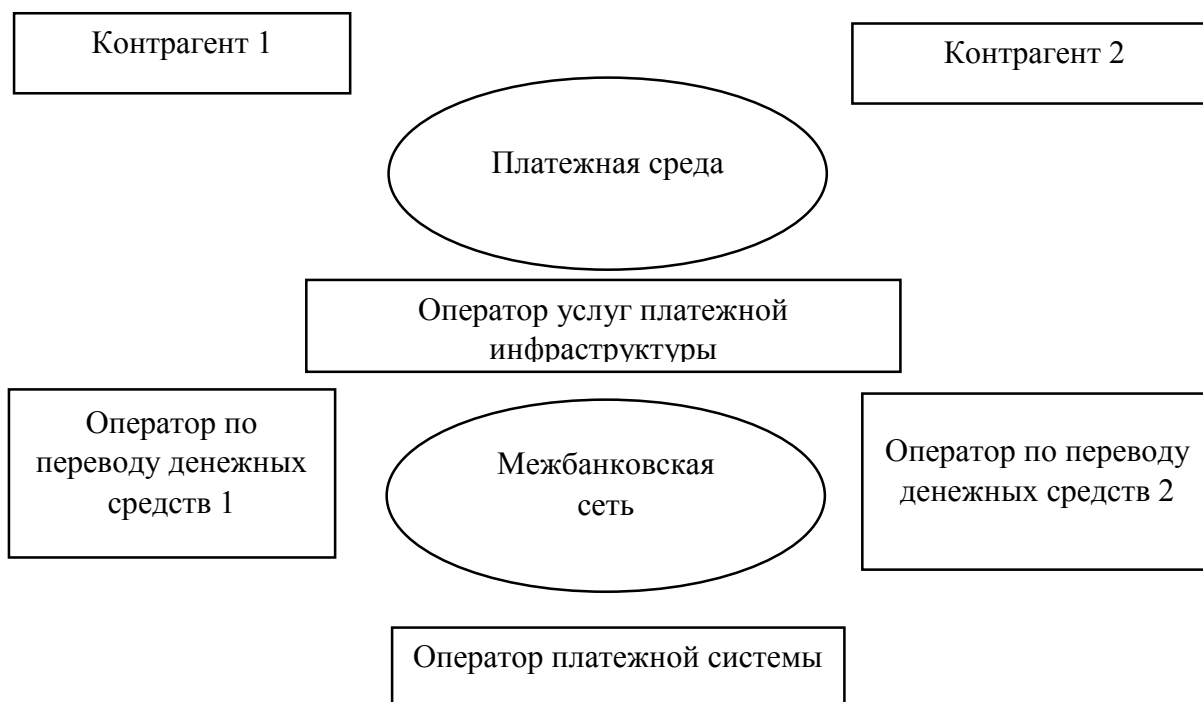 Контрагент 1
Контрагент 2
Платежная среда
Оператор услуг платежной
инфраструктуры
Оператор по
переводу денежных
средств 1
Межбанковская
сеть
Оператор по переводу
денежных средств 2
Оператор платежной системы